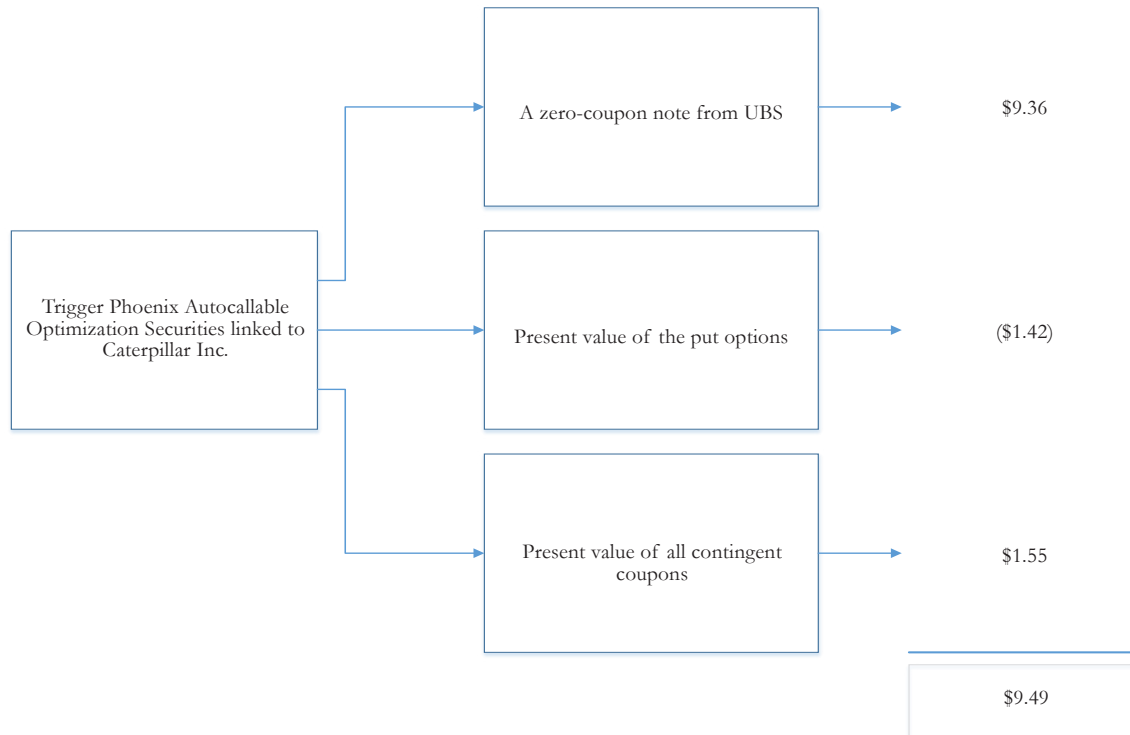 A zero-coupon note from UBS
$9.36
Trigger Phoenix Autocallable
Optimization Securities linked to
Caterpillar Inc.
Present value of the put options
($1.42)
Present value of all contingent
coupons
$1.55
$9.49